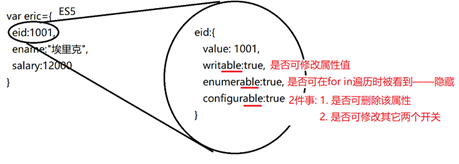 ES5
var eric={
eid:1001,
ename:"埃里克",
salary:12000
}
eid:{
value: 1001,
writable:true, 是否可修改属性值
enumerable:true, 是否可在for in遍历时被看到——隐藏
configurable:true 2件事: 1. 是否可删除该属性
2. 是否可修改其它两个开关
}